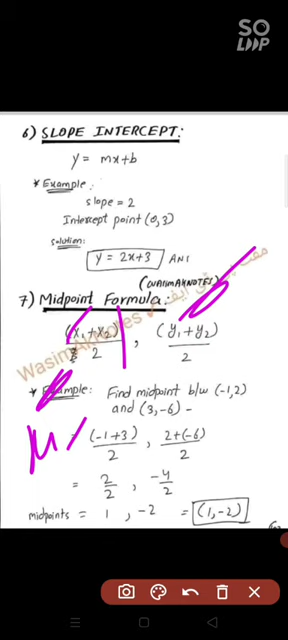 SO
LOOP
6) SLOPE INTERCEPT:
y = mx+b
* Example:
slope = 2
Intercept point (0,3)
Solution:
y = 2x+3 ANS
(WASIMAKNOTES)
7) Midpoint Formula:
(x₁+x₂)/2 , (y₁+y₂)/2
* Example: Find midpoint b/w (-1,2)
and (3,-6) -
(-1+3)/2 , 2+(-6)/2
= 2/2 , -4/2
midpoints = 1 , -2 = (1,-2)